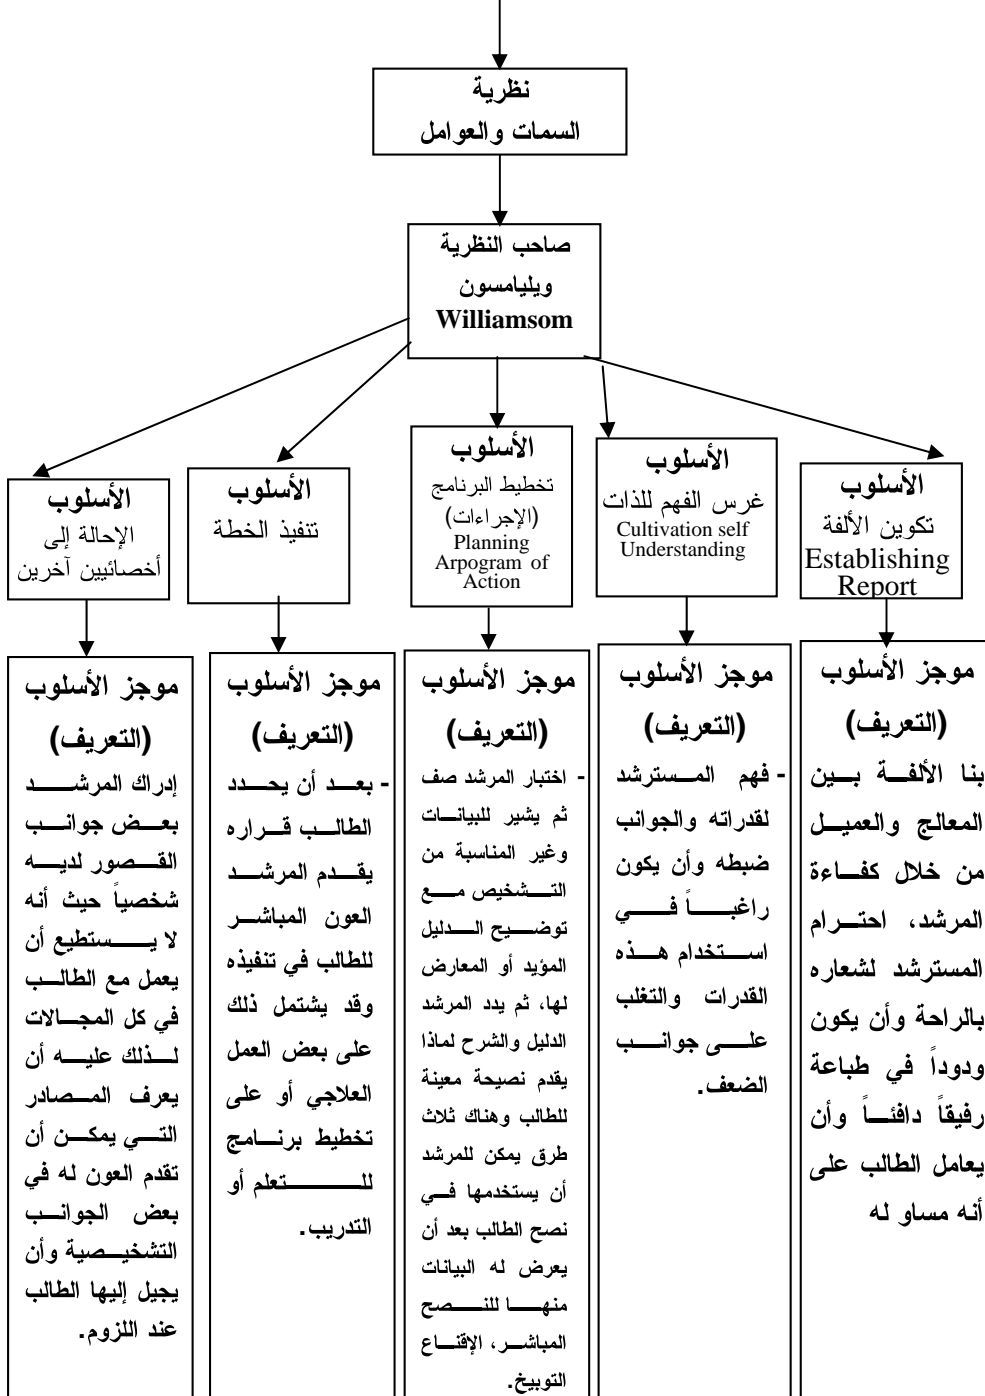 نظرية
السمات والعوامل
صاحب النظرية
ويليامسون
Williamsom
الأسلوب
تكوين الألفة
Establishing
Report
الأسلوب
غرس الفهم للذات
Cultivation self
Understanding
الأسلوب
تخطيط البرنامج
(الإجراءات)
Planning
Arpogram of
Action
الأسلوب
تنفيذ الخطة
الأسلوب
الإحالة إلى
أخصائيين آخرين
موجز الأسلوب
(التعريف)
بنا الألفة بين
المعالج والعميل
من خلال كفاءة
المرشد، احترام
المسترشد لشعاره
بالراحة وأن يكون
ودوداً في طباعة
رفيقاً دافئاً وأن
يعامل الطالب على
أنه مساو له
موجز الأسلوب
(التعريف)
- فهم المسترشد
لقدراته والجوانب
ضبطه وأن يكون
راغباً في
استخدام هذه
القدرات والتغلب
على جوانب
الضعف.
موجز الأسلوب
(التعريف)
- اختبار المرشد صف
ثم يشير للبيانات
وغير المناسبة من
التشخيص مع
توضيح الدليل
المؤيد أو المعارض
لها، ثم يدد المرشد
الدليل والشرح لماذا
يقدم نصيحة معينة
للطالب وهناك ثلاث
طرق يمكن للمرشد
أن يستخدمها في
نصح الطالب بعد أن
يعرض له البيانات
منها للنصح
المباشر، الإقتناع
التوبيخ.
موجز الأسلوب
(التعريف)
- بعد أن يحدد
الطالب قراره
يقدم المرشد
العون المباشر
للطالب في تنفيذه
وقد يشتمل ذلك
على بعض العمل
العلاجي أو على
تخطيط برنامج
للتعلم أو
التدريب.
موجز الأسلوب
(التعريف)
إدراك المرشد
بعض جوانب
القصور لديه
شخصياً حيث أنه
لا يستطيع أن
يعمل مع الطالب
في كل المجالات
لذلك عليه أن
يعرف المصادر
التي يمكن أن
تقدم العون له في
بعض الجوانب
التشخيصية وأن
يجيل إليها الطالب
عند اللزوم.